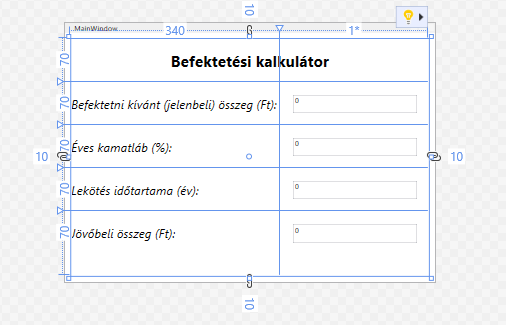 10
MainWindow
340 1*
70
Befektetési kalkulátor
70
Befektetni kívánt (jelenbeli) összeg (Ft): 0
70
Éves kamatláb (%): 0
10 10
70
Lekötés időtartama (év): 0
70
Jövőbeli összeg (Ft): 0
10